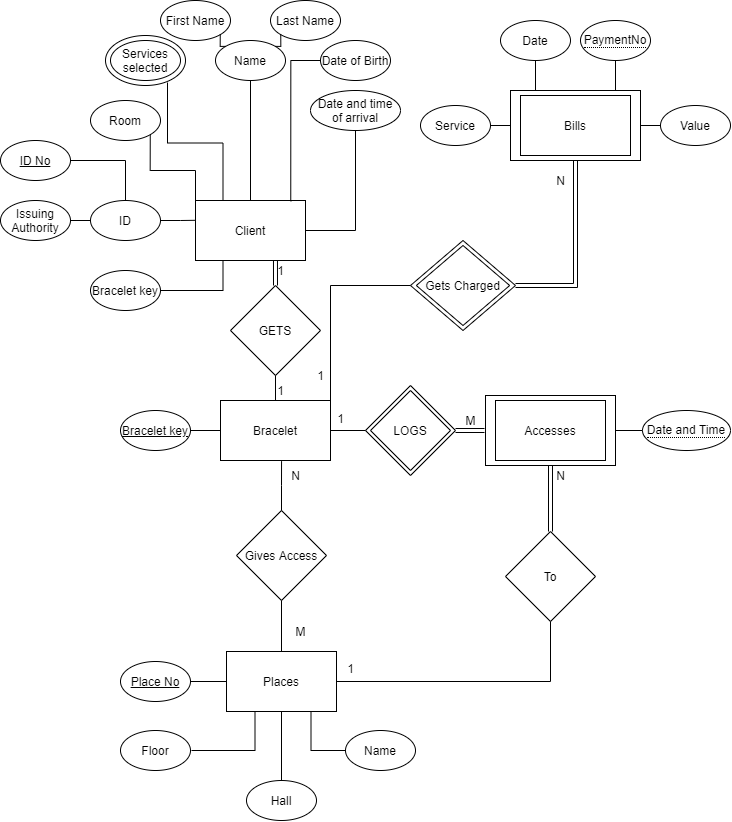 First Name
Last Name
Services
selected
Name
Date of Birth
Date
PaymentNo
Date and time
of arrival
Room
Service
Bills
Value
ID No
N
Issuing
Authority
ID
Client
1
Bracelet key
Gets Charged
GETS
1
1
1
M
Bracelet key
Bracelet
LOGS
Accesses
Date and Time
N
N
Gives Access
To
M
1
Place No
Places
Floor
Name
Hall